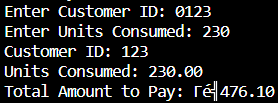 Enter Customer ID: 0123
Enter Units Consumed: 230
Customer ID: 123
Units Consumed: 230.00
Total Amount to Pay: Γé╣476.10